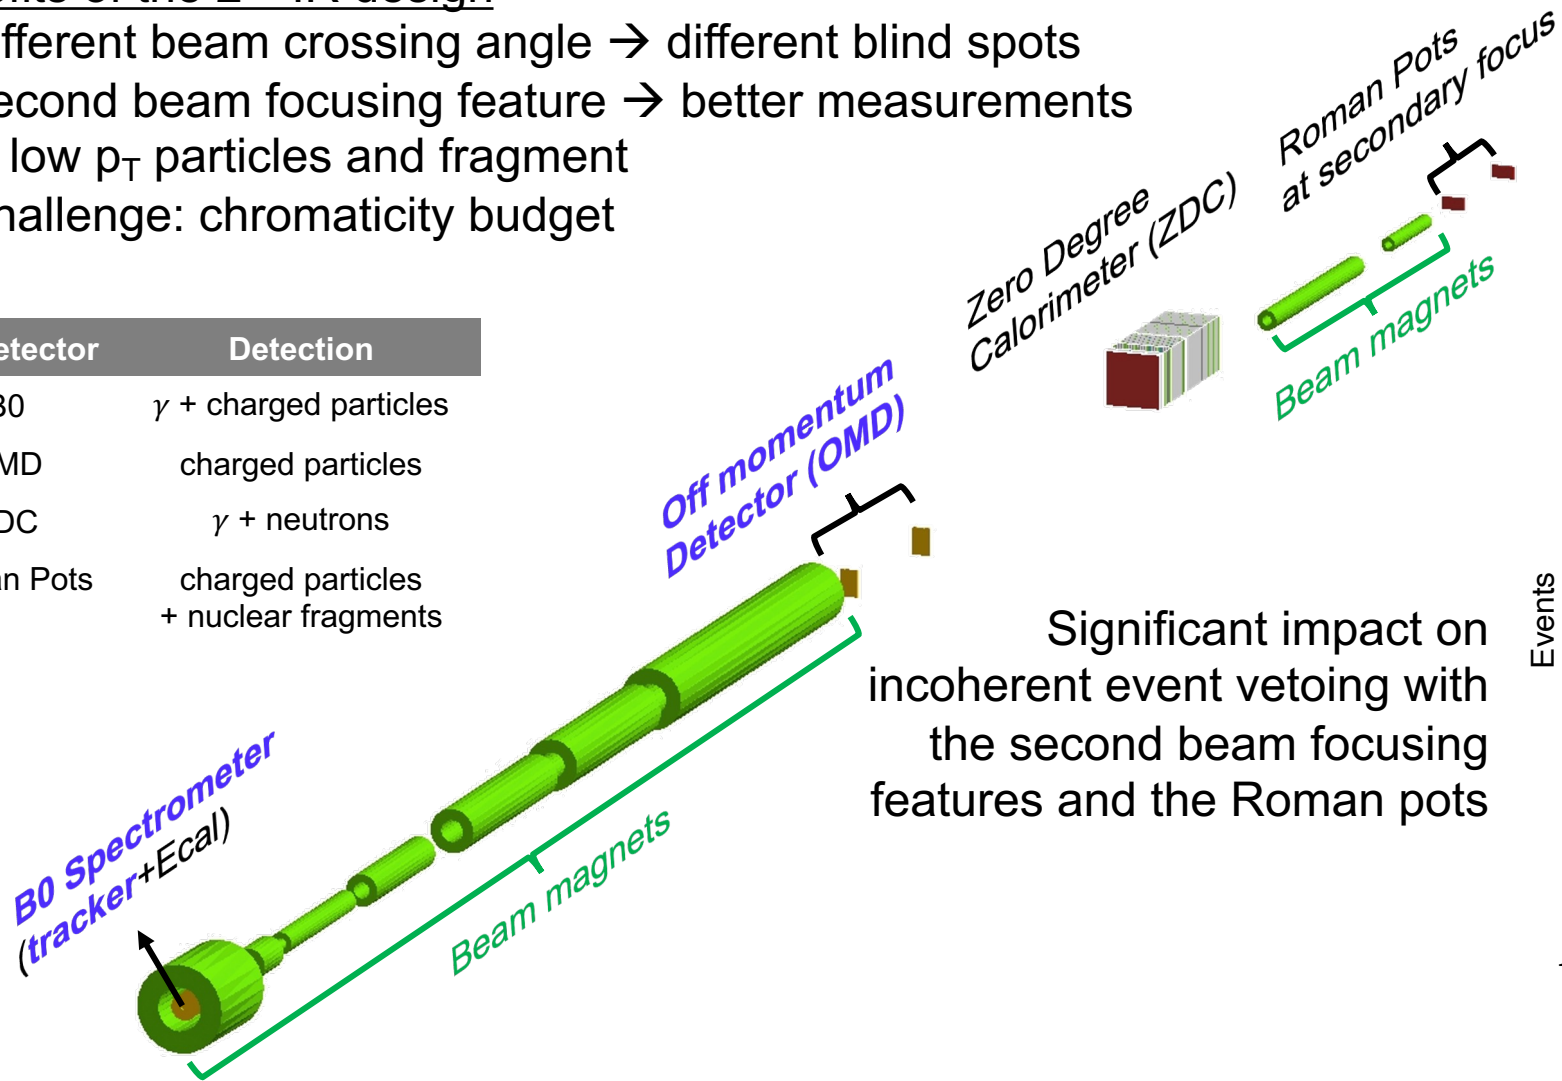 fferent beam crossing angle → different blind spots
econd beam focusing feature → better measurements
low pT particles and fragment
hallenge: chromaticity budget
etector Detection
30 γ + charged particles
MD charged particles
DC γ + neutrons
an Pots charged particles
+ nuclear fragments
Roman Pots
at secondary focus
Zero Degree
Calorimeter (ZDC)
Beam magnets
Off momentum
Detector (OMD)
Significant impact on
incoherent event vetoing with
the second beam focusing
features and the Roman pots
Events
B0 Spectrometer
(tracker+Ecal)
Beam magnets